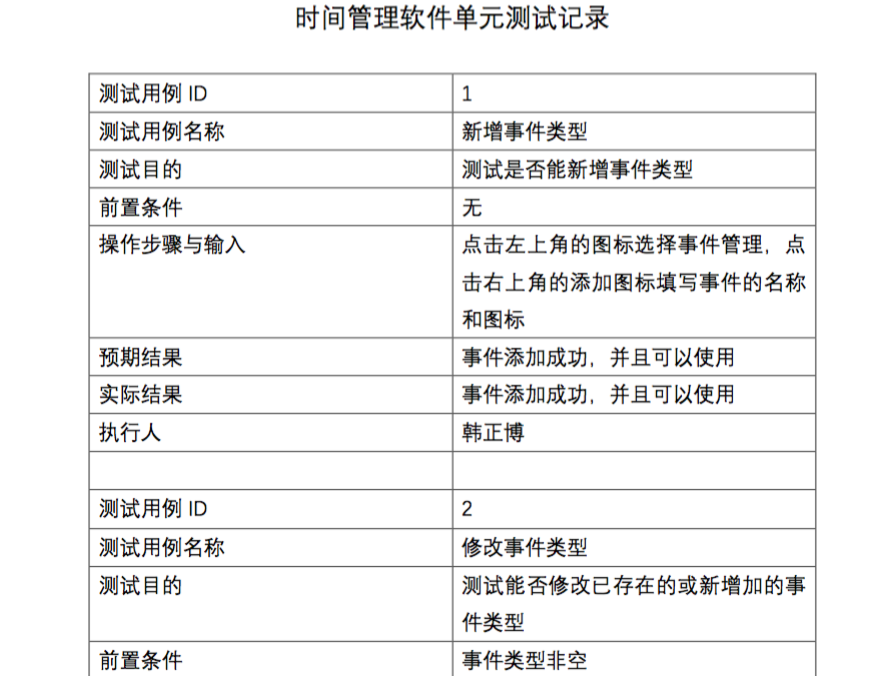 时间管理软件单元测试记录
测试用例 ID
1
测试用例名称
新增事件类型
测试目的
测试是否能新增事件类型
前置条件
无
操作步骤与输入
点击左上角的图标选择事件管理，点
击右上角的添加图标填写事件的名称
和图标
预期结果
事件添加成功，并且可以使用
实际结果
事件添加成功，并且可以使用
执行人
韩正博
测试用例 ID
2
测试用例名称
修改事件类型
测试目的
测试能否修改已存在的或新增加的事
件类型
前置条件
事件类型非空